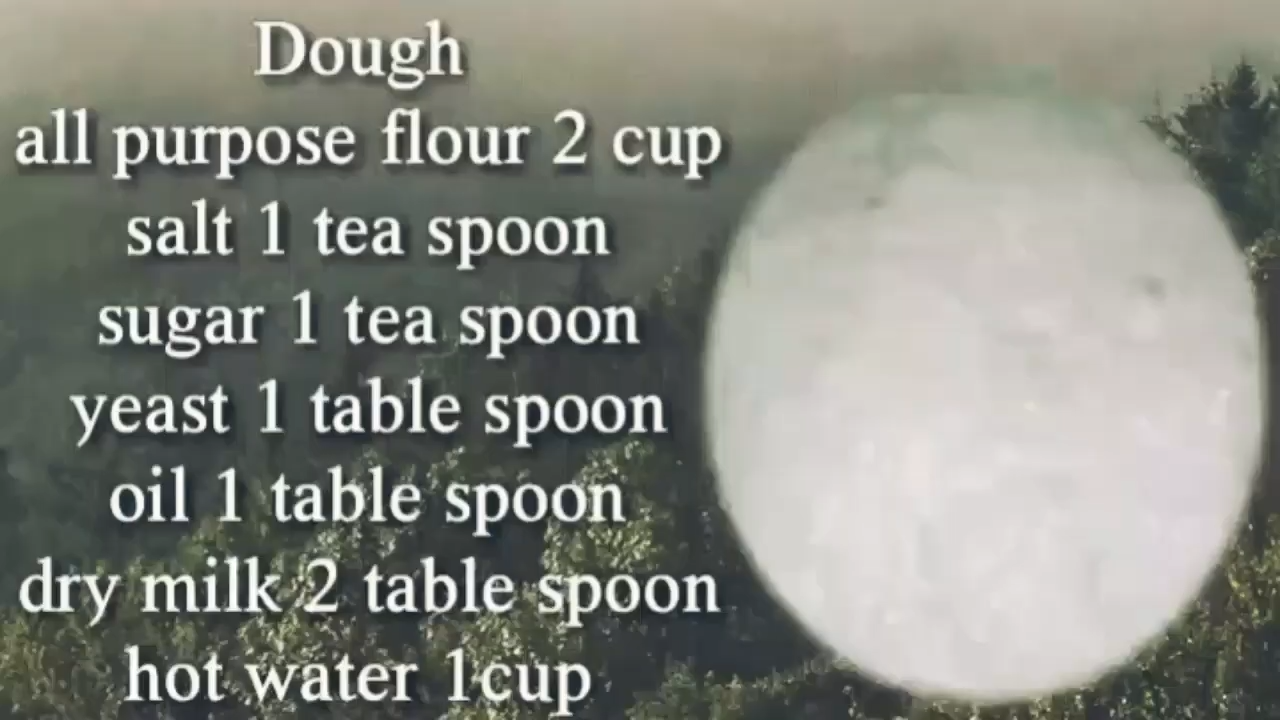 Dough
all purpose flour 2 cup
salt 1 tea spoon
sugar 1 tea spoon
yeast 1 table spoon
oil 1 table spoon
dry milk 2 table spoon
hot water 1cup